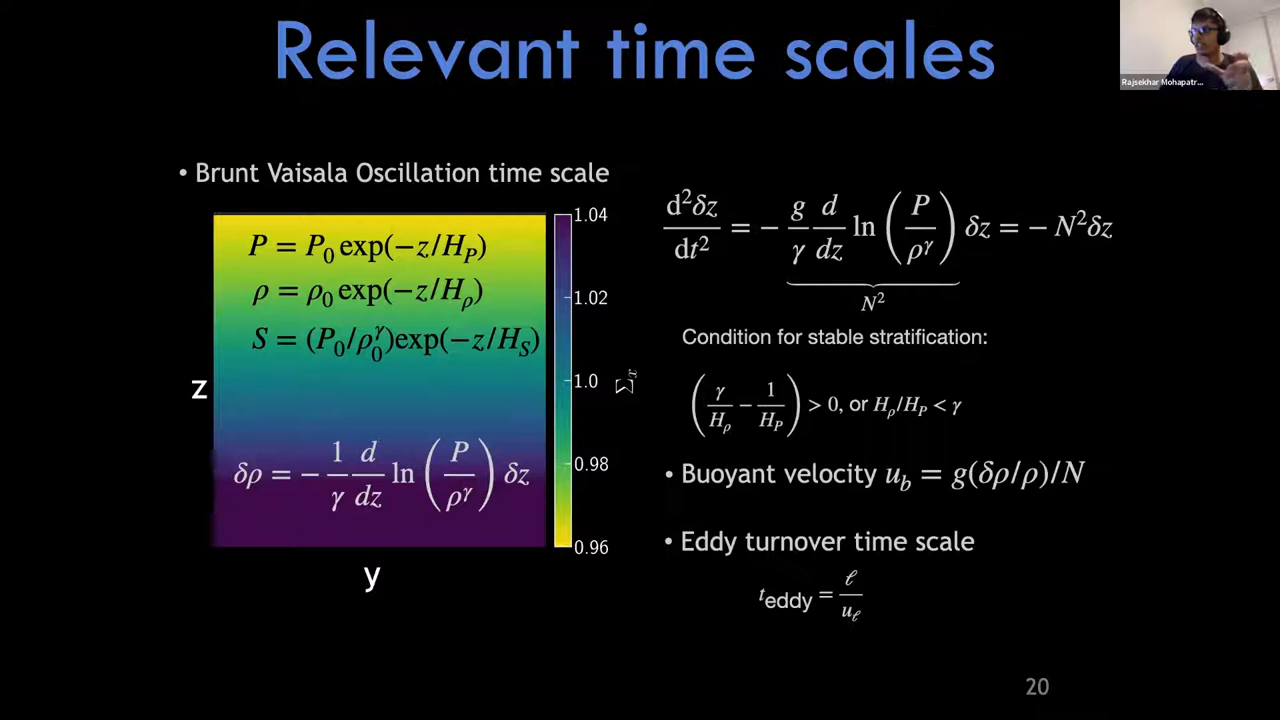 Relevant time scales
Rajsekhar Mohapatr...
• Brunt Vaisala Oscillation time scale
P = P₀ exp(−z/H_P)
ρ = ρ₀ exp(−z/H_ρ)
S = (P₀/ρ₀^γ)exp(−z/H_S)
δρ = − 1/γ d/dz ln (P/ρ^γ) δz
z
y
1.04
1.02
1.0
0.98
0.96
d²δz/dt² = − g/γ d/dz ln (P/ρ^γ) δz = − N²δz
N²
Condition for stable stratification:
(γ/H_ρ − 1/H_P) > 0, or H_ρ/H_P < γ
• Buoyant velocity u_b = g(δρ/ρ)/N
• Eddy turnover time scale
t_eddy = ℓ/u_ℓ
20